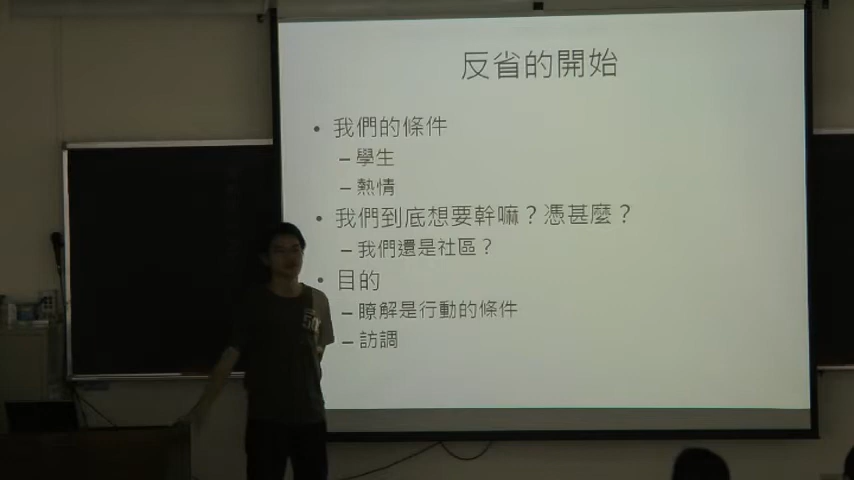 反省的開始
• 我們的條件
– 學生
– 熱情
• 我們到底想要幹嘛？憑甚麼？
– 我們還是社區？
• 目的
– 瞭解是行動的條件
– 訪調